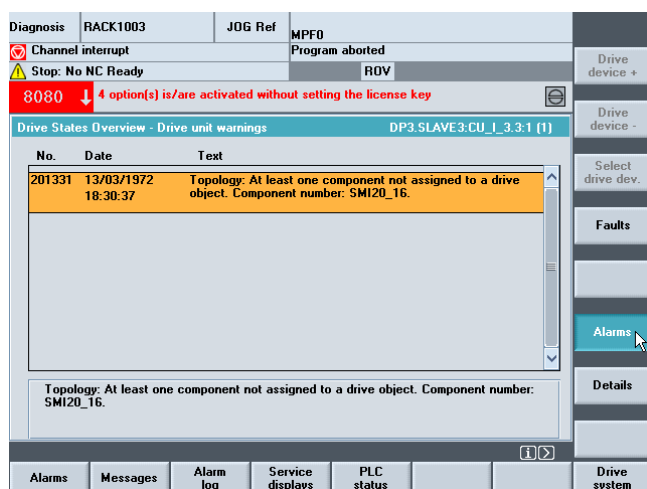 Diagnosis RACK1003 JOG Ref MPF0
Channel interrupt Program aborted
Stop: No NC Ready ROV
8080 ↓ 4 option(s) is/are activated without setting the license key
Drive States Overview - Drive unit warnings DP3.SLAVE3:CU_I_3.3:1 (1)
No. Date Text
201331 13/03/1972 Topology: At least one component not assigned to a drive
18:30:37 object. Component number: SMI20_16.
Topology: At least one component not assigned to a drive object. Component number:
SMI20_16.
Drive
device +
Drive
device -
Select
drive dev.
Faults
Alarms
Details
Alarms Messages Alarm log Service displays PLC status Drive system